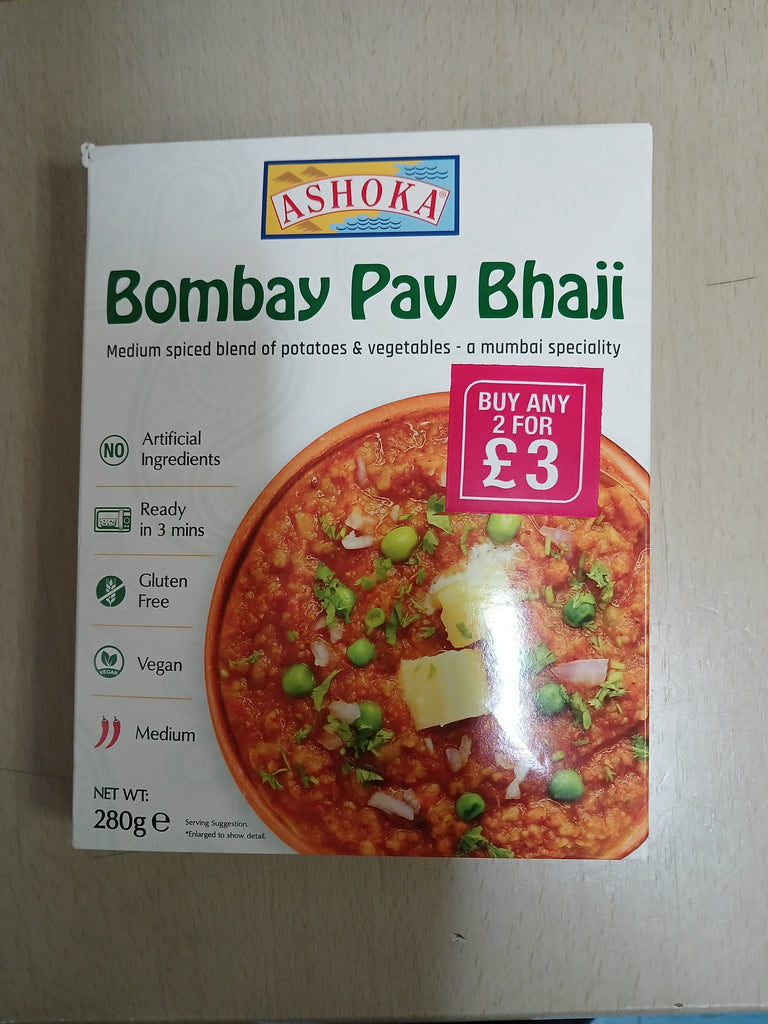 ASHOKA®
Bombay Pav Bhaji
Medium spiced blend of potatoes & vegetables - a mumbai speciality
BUY ANY
2 FOR
£3
NO
Artificial
Ingredients
Ready
in 3 mins
Gluten
Free
VEGAN
Vegan
Medium
NET WT:
280g ℮
Serving Suggestion.
*Enlarged to show detail.